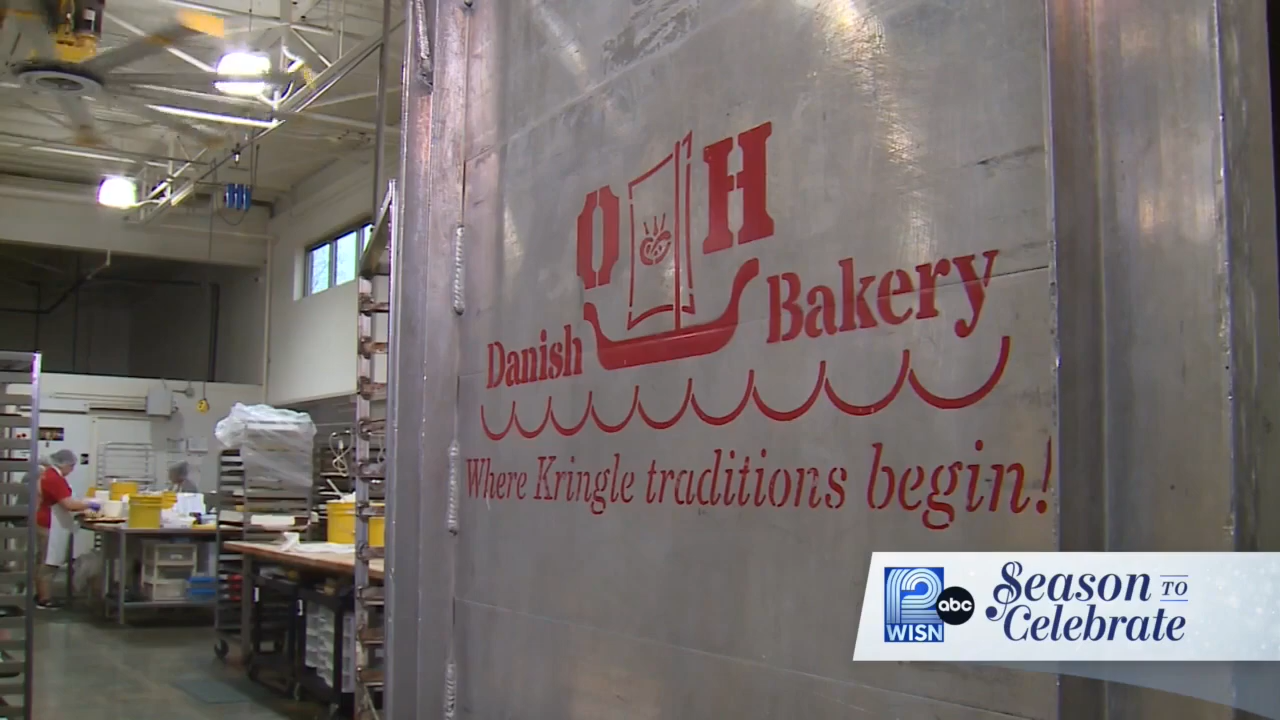 O H
Danish Bakery
Where Kringle traditions begin!
12 WISN abc
Season to
Celebrate